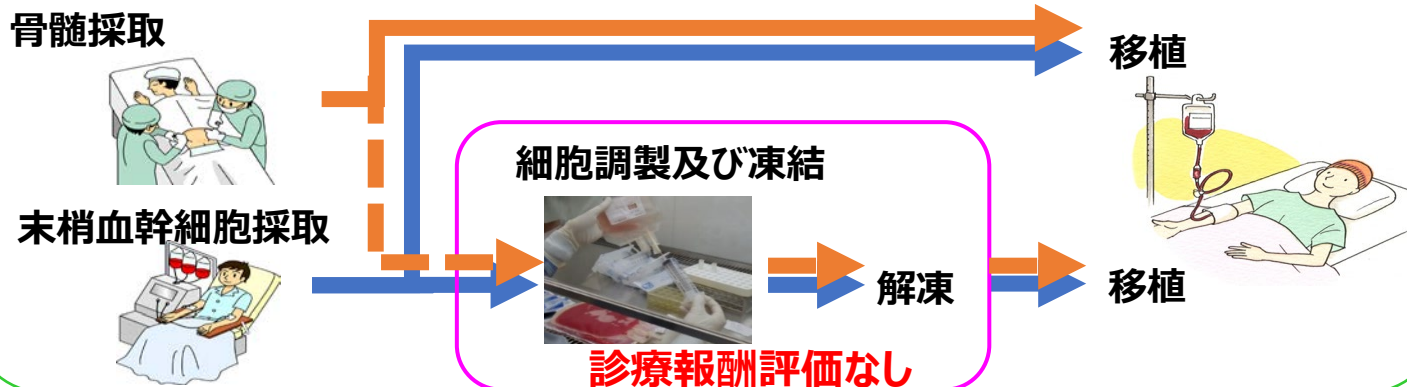 骨髄採取
移植
細胞調製及び凍結
末梢血幹細胞採取
解凍
移植
診療報酬評価なし